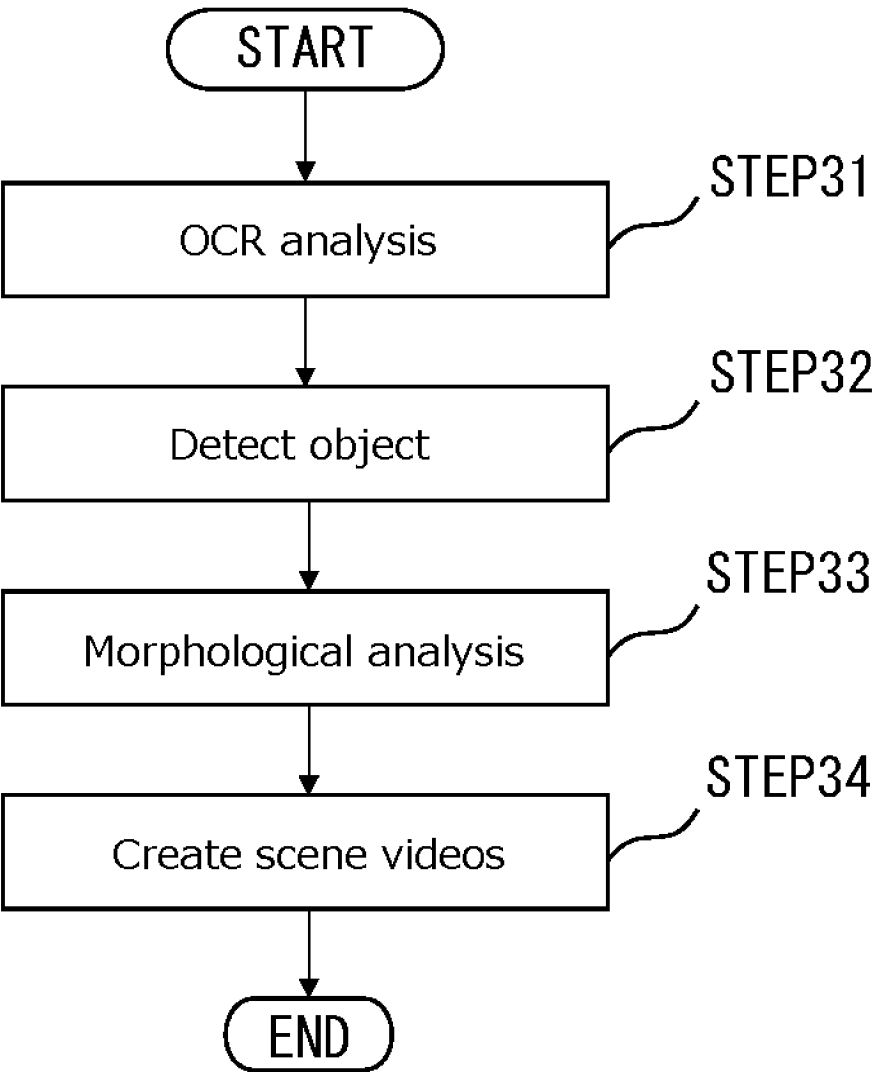 START
STEP31
OCR analysis
STEP32
Detect object
STEP33
Morphological analysis
STEP34
Create scene videos
END